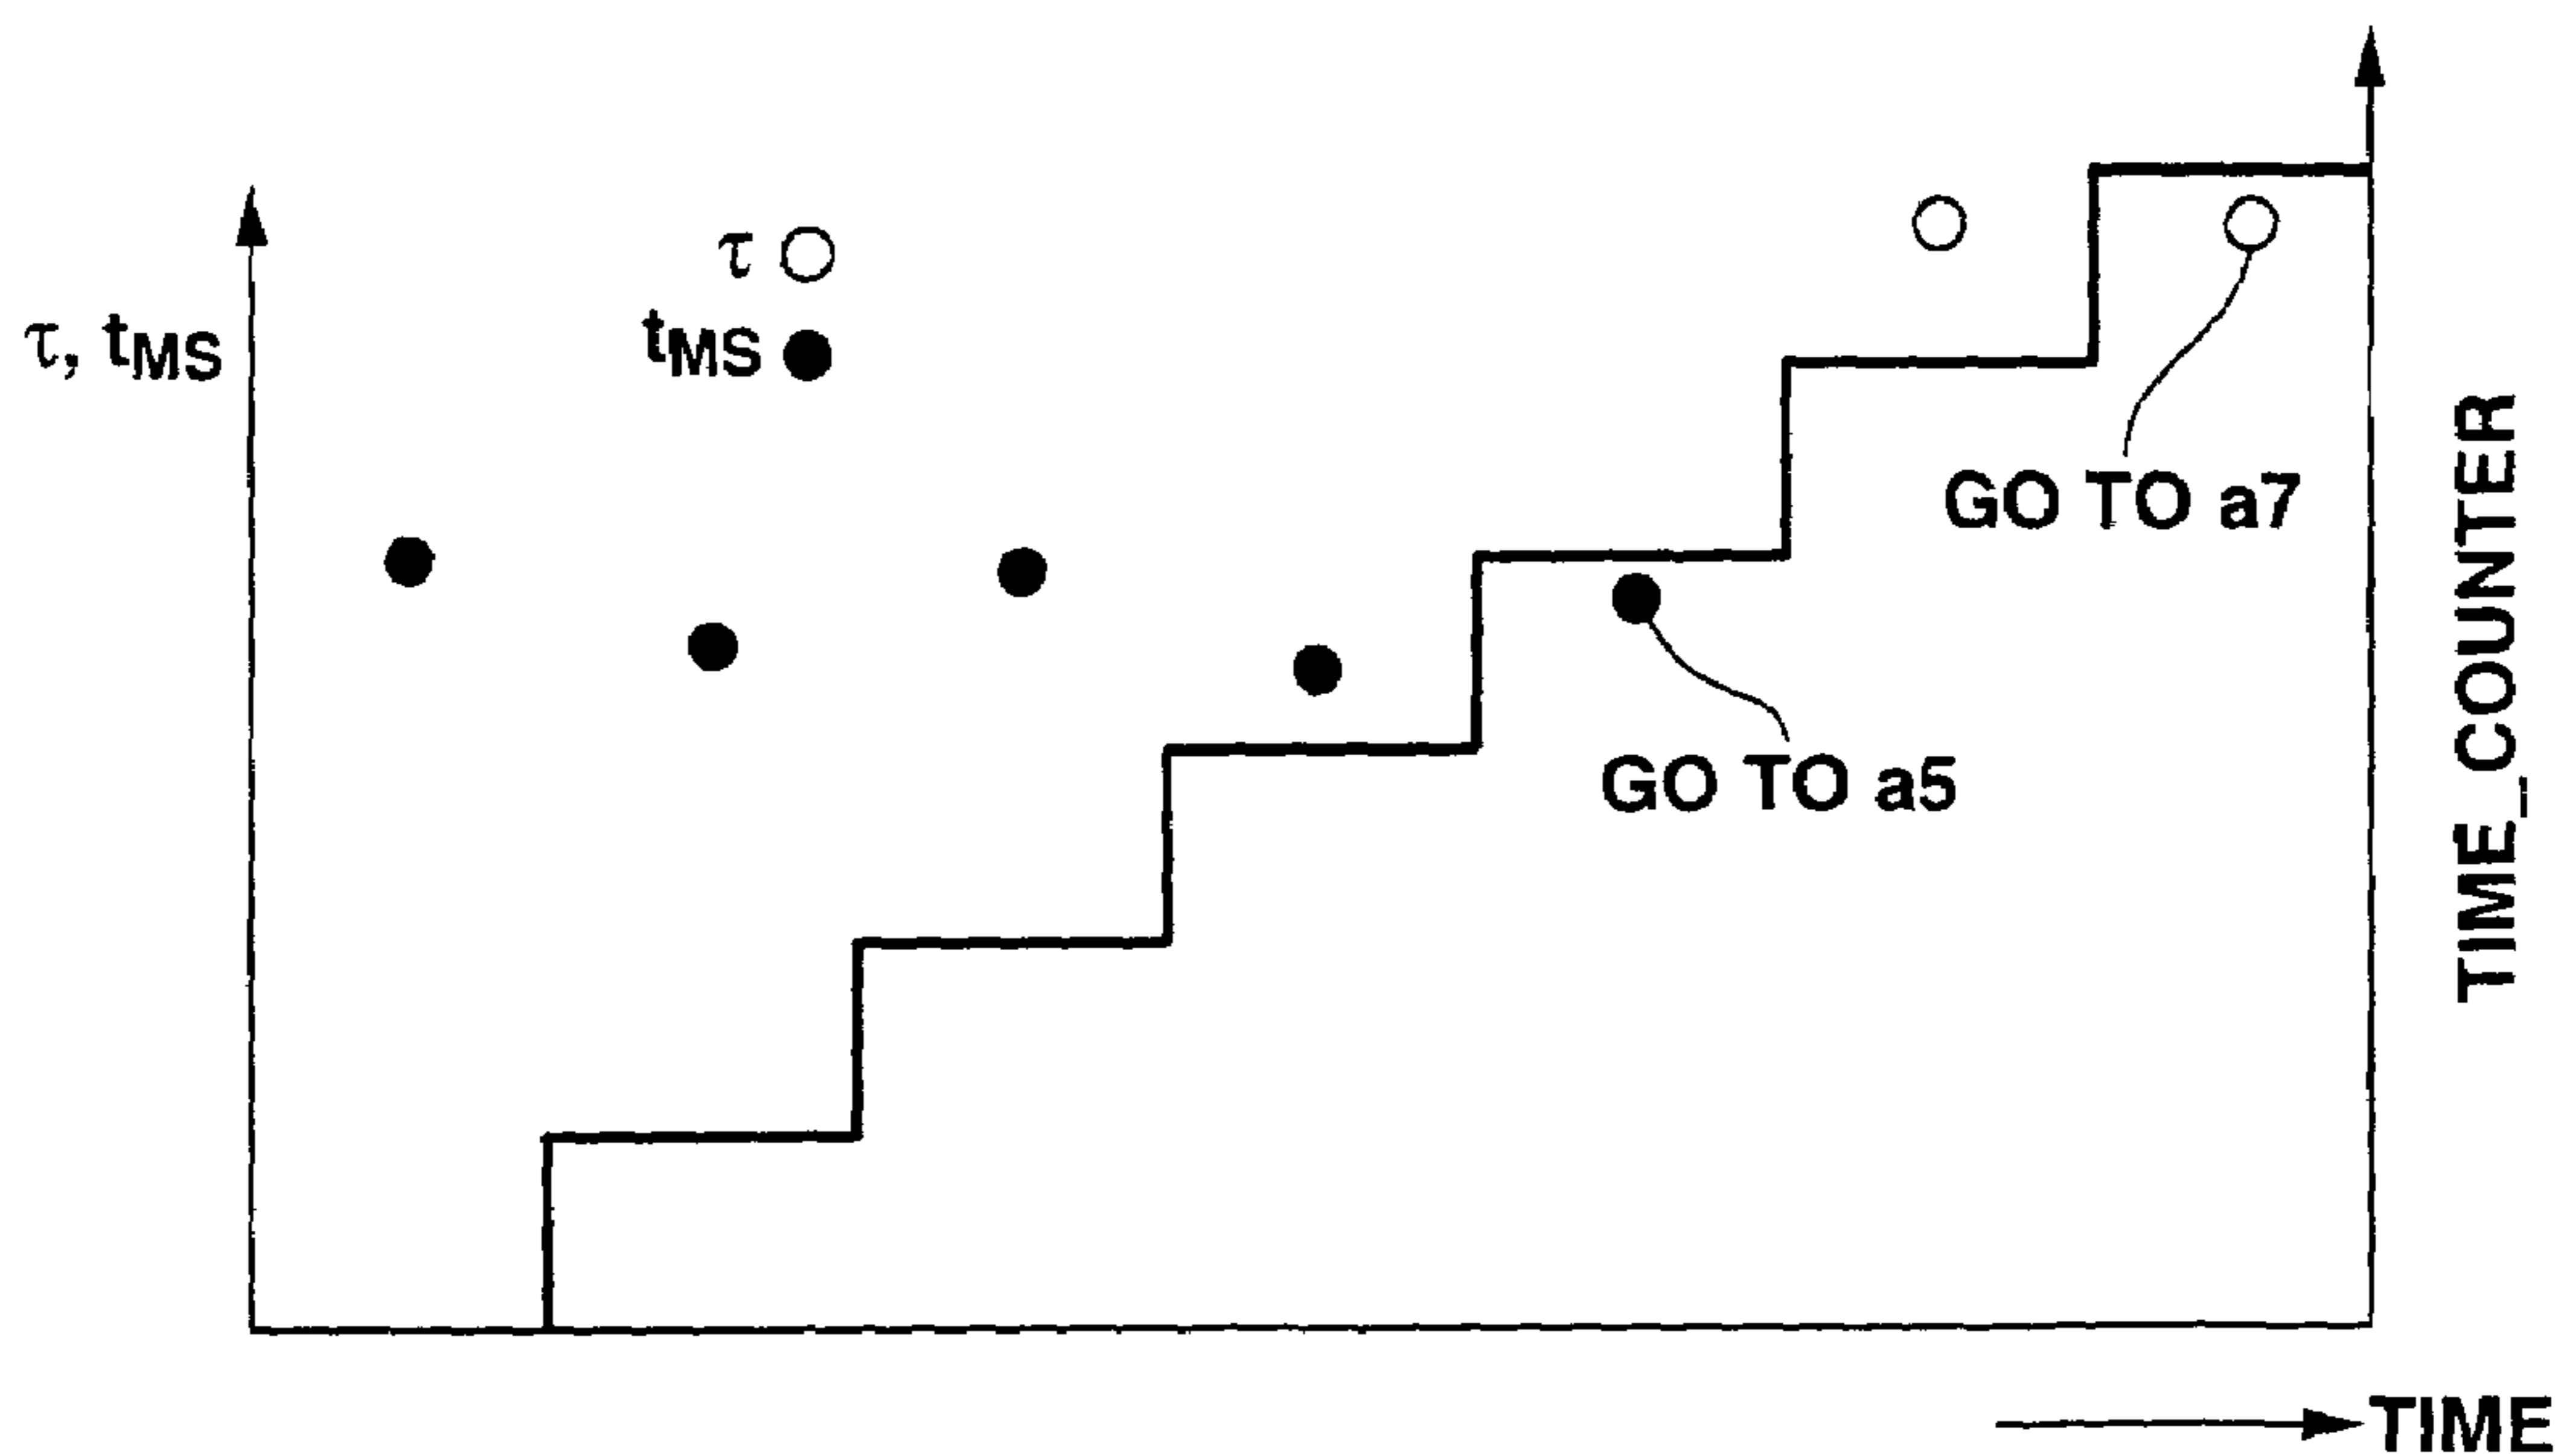 τ
τ, tMS
tMS
GO TO a7
GO TO a5
TIME_COUNTER
TIME